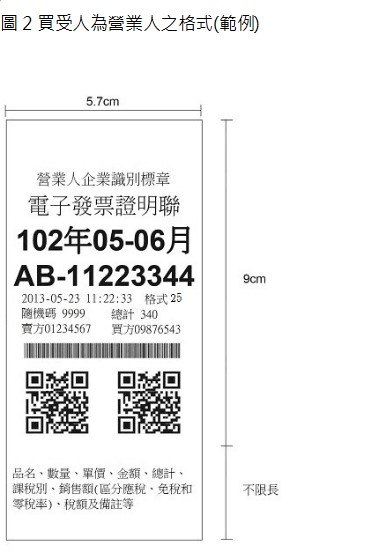 圖 2 買受人為營業人之格式(範例)
5.7cm
營業人企業識別標章
電子發票證明聯
102年05-06月
AB-11223344
2013-05-23 11:22:33 格式 25
隨機碼 9999 總計 340
賣方01234567 買方09876543
9cm
品名、數量、單價、金額、總計、
課稅別、銷售額(區分應稅、免稅和
零稅率)、稅額及備註等
不限長